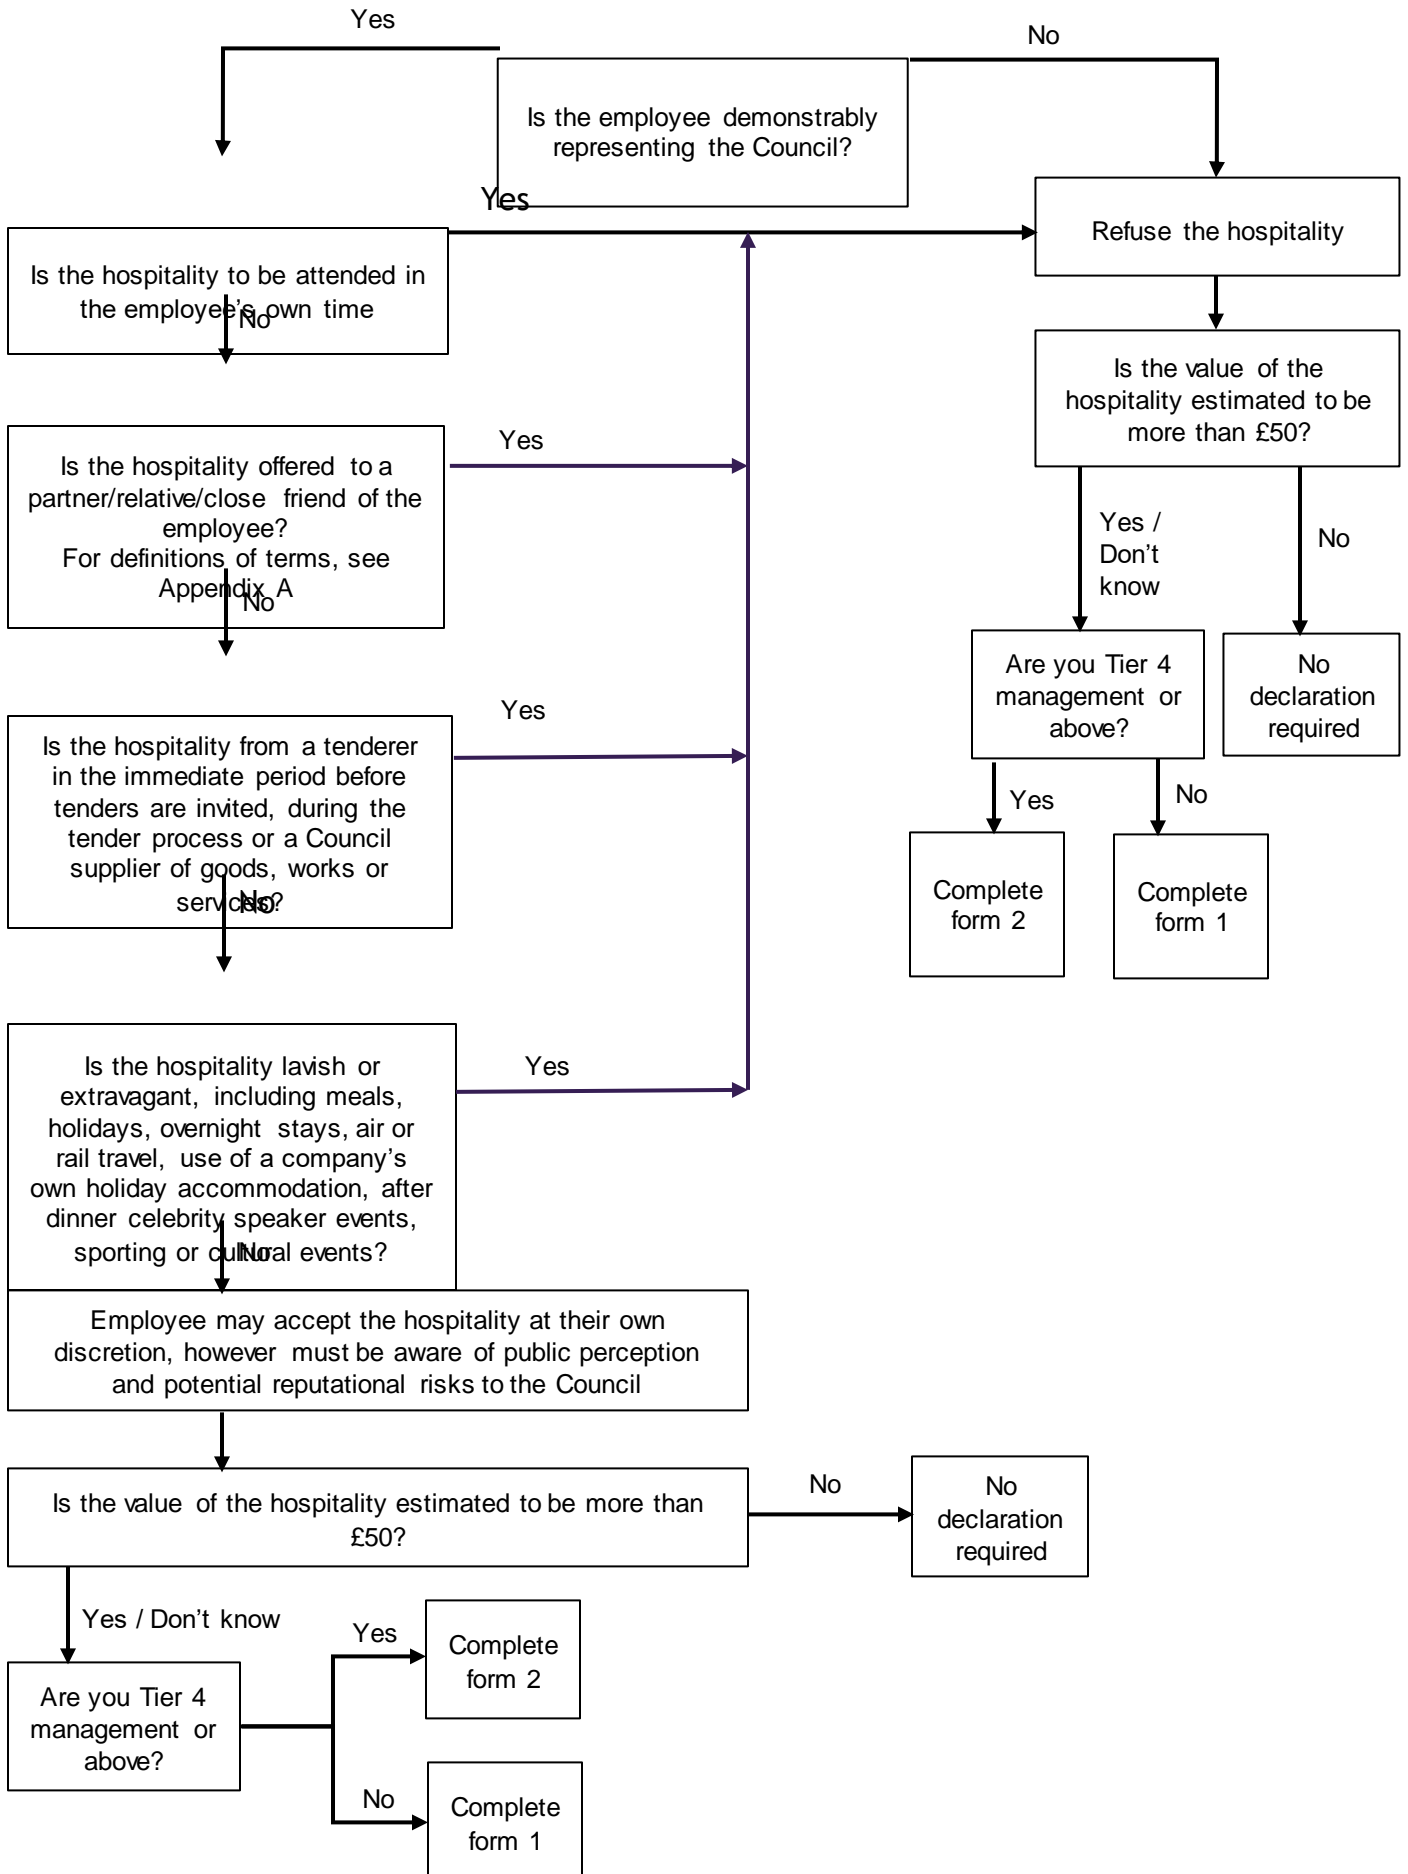 Yes
No
Is the employee demonstrably
representing the Council?
Yes
Refuse the hospitality
Is the hospitality to be attended in
the employee's own time
No
Is the value of the
hospitality estimated to be
more than £50?
Yes /
Don't
know
No
Is the hospitality offered to a
partner/relative/close friend of the
employee?
For definitions of terms, see
Appendix A
No
Yes
Are you Tier 4
management or
above?
No
declaration
required
Yes
No
Complete
form 2
Complete
form 1
Is the hospitality from a tenderer
in the immediate period before
tenders are invited, during the
tender process or a Council
supplier of goods, works or
services?
No
Yes
Is the hospitality lavish or
extravagant, including meals,
holidays, overnight stays, air or
rail travel, use of a company's
own holiday accommodation, after
dinner celebrity speaker events,
sporting or cultural events?
No
Yes
Employee may accept the hospitality at their own
discretion, however must be aware of public perception
and potential reputational risks to the Council
Is the value of the hospitality estimated to be more than
£50?
No
No
declaration
required
Yes / Don't know
Are you Tier 4
management or
above?
Yes
Complete
form 2
No
Complete
form 1